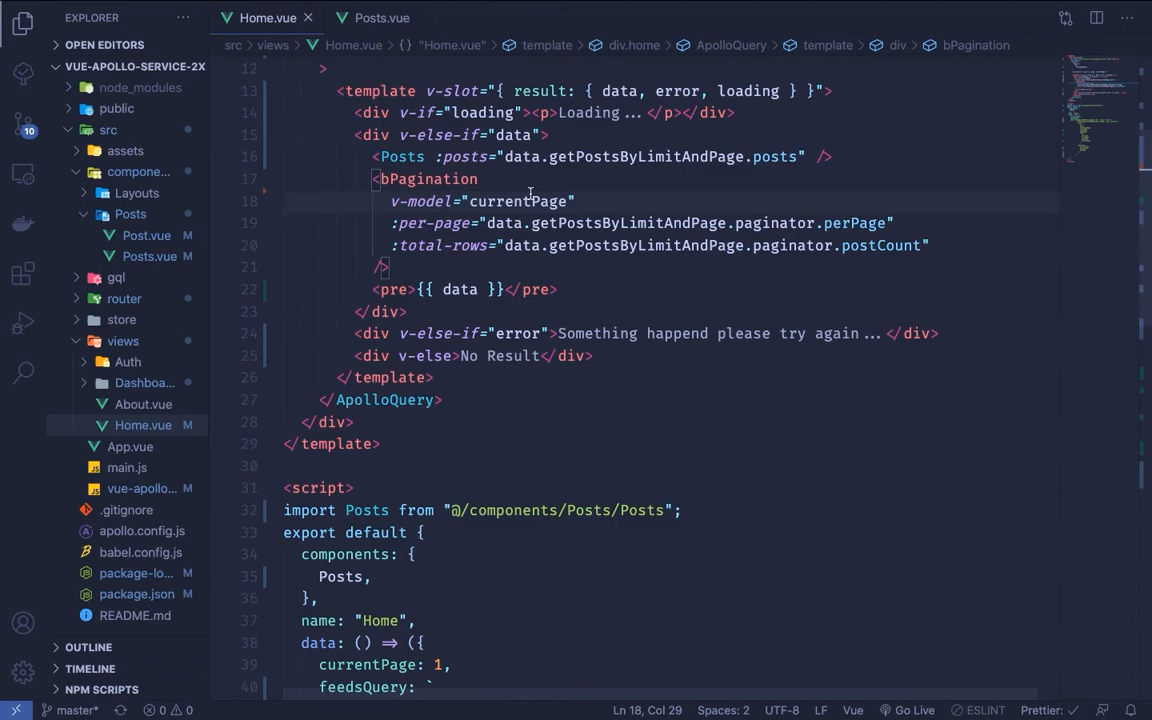 EXPLORER
Home.vue
Posts.vue
OPEN EDITORS
src > views > Home.vue > {} "Home.vue" > template > div.home > ApolloQuery > template > div > bPagination
VUE-APOLLO-SERVICE-2X
node_modules
public
src
assets
compone...
Layouts
Posts
Post.vue M
Posts.vue M
gql
router
store
views
Auth
Dashboa...
About.vue
Home.vue M
App.vue
main.js
vue-apollo... M
.gitignore
apollo.config.js
babel.config.js
package-lo... M
package.json M
README.md
OUTLINE
TIMELINE
NPM SCRIPTS
10
12 >
13 <template v-slot="{ result: { data, error, loading } }">
14 <div v-if="loading"><p>Loading...</p></div>
15 <div v-else-if="data">
16 <Posts :posts="data.getPostsByLimitAndPage.posts" />
17 <bPagination
18 v-model="currentPage"
19 :per-page="data.getPostsByLimitAndPage.paginator.perPage"
20 :total-rows="data.getPostsByLimitAndPage.paginator.postCount"
21 />
22 <pre>{{ data }}</pre>
23 </div>
24 <div v-else-if="error">Something happend please try again...</div>
25 <div v-else>No Result</div>
26 </template>
27 </ApolloQuery>
28 </div>
29 </template>
30
31 <script>
32 import Posts from "@/components/Posts/Posts";
33 export default {
34 components: {
35 Posts,
36 },
37 name: "Home",
38 data: () => ({
39 currentPage: 1,
40 feedsQuery: `
master* 0 0 Ln 18, Col 29 Spaces: 2 UTF-8 LF Vue Go Live ESLINT Prettier: ✓